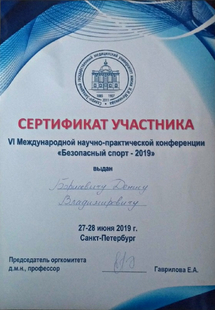 СЕРТИФИКАТ УЧАСТНИКА
VI Международной научно-практической конференции
«Безопасный спорт - 2019»
выдан
Владимировичу
27-28 июня 2019 г.
Санкт-Петербург
Председатель оргкомитета
д.м.н., профессор
Гаврилова Е.А.